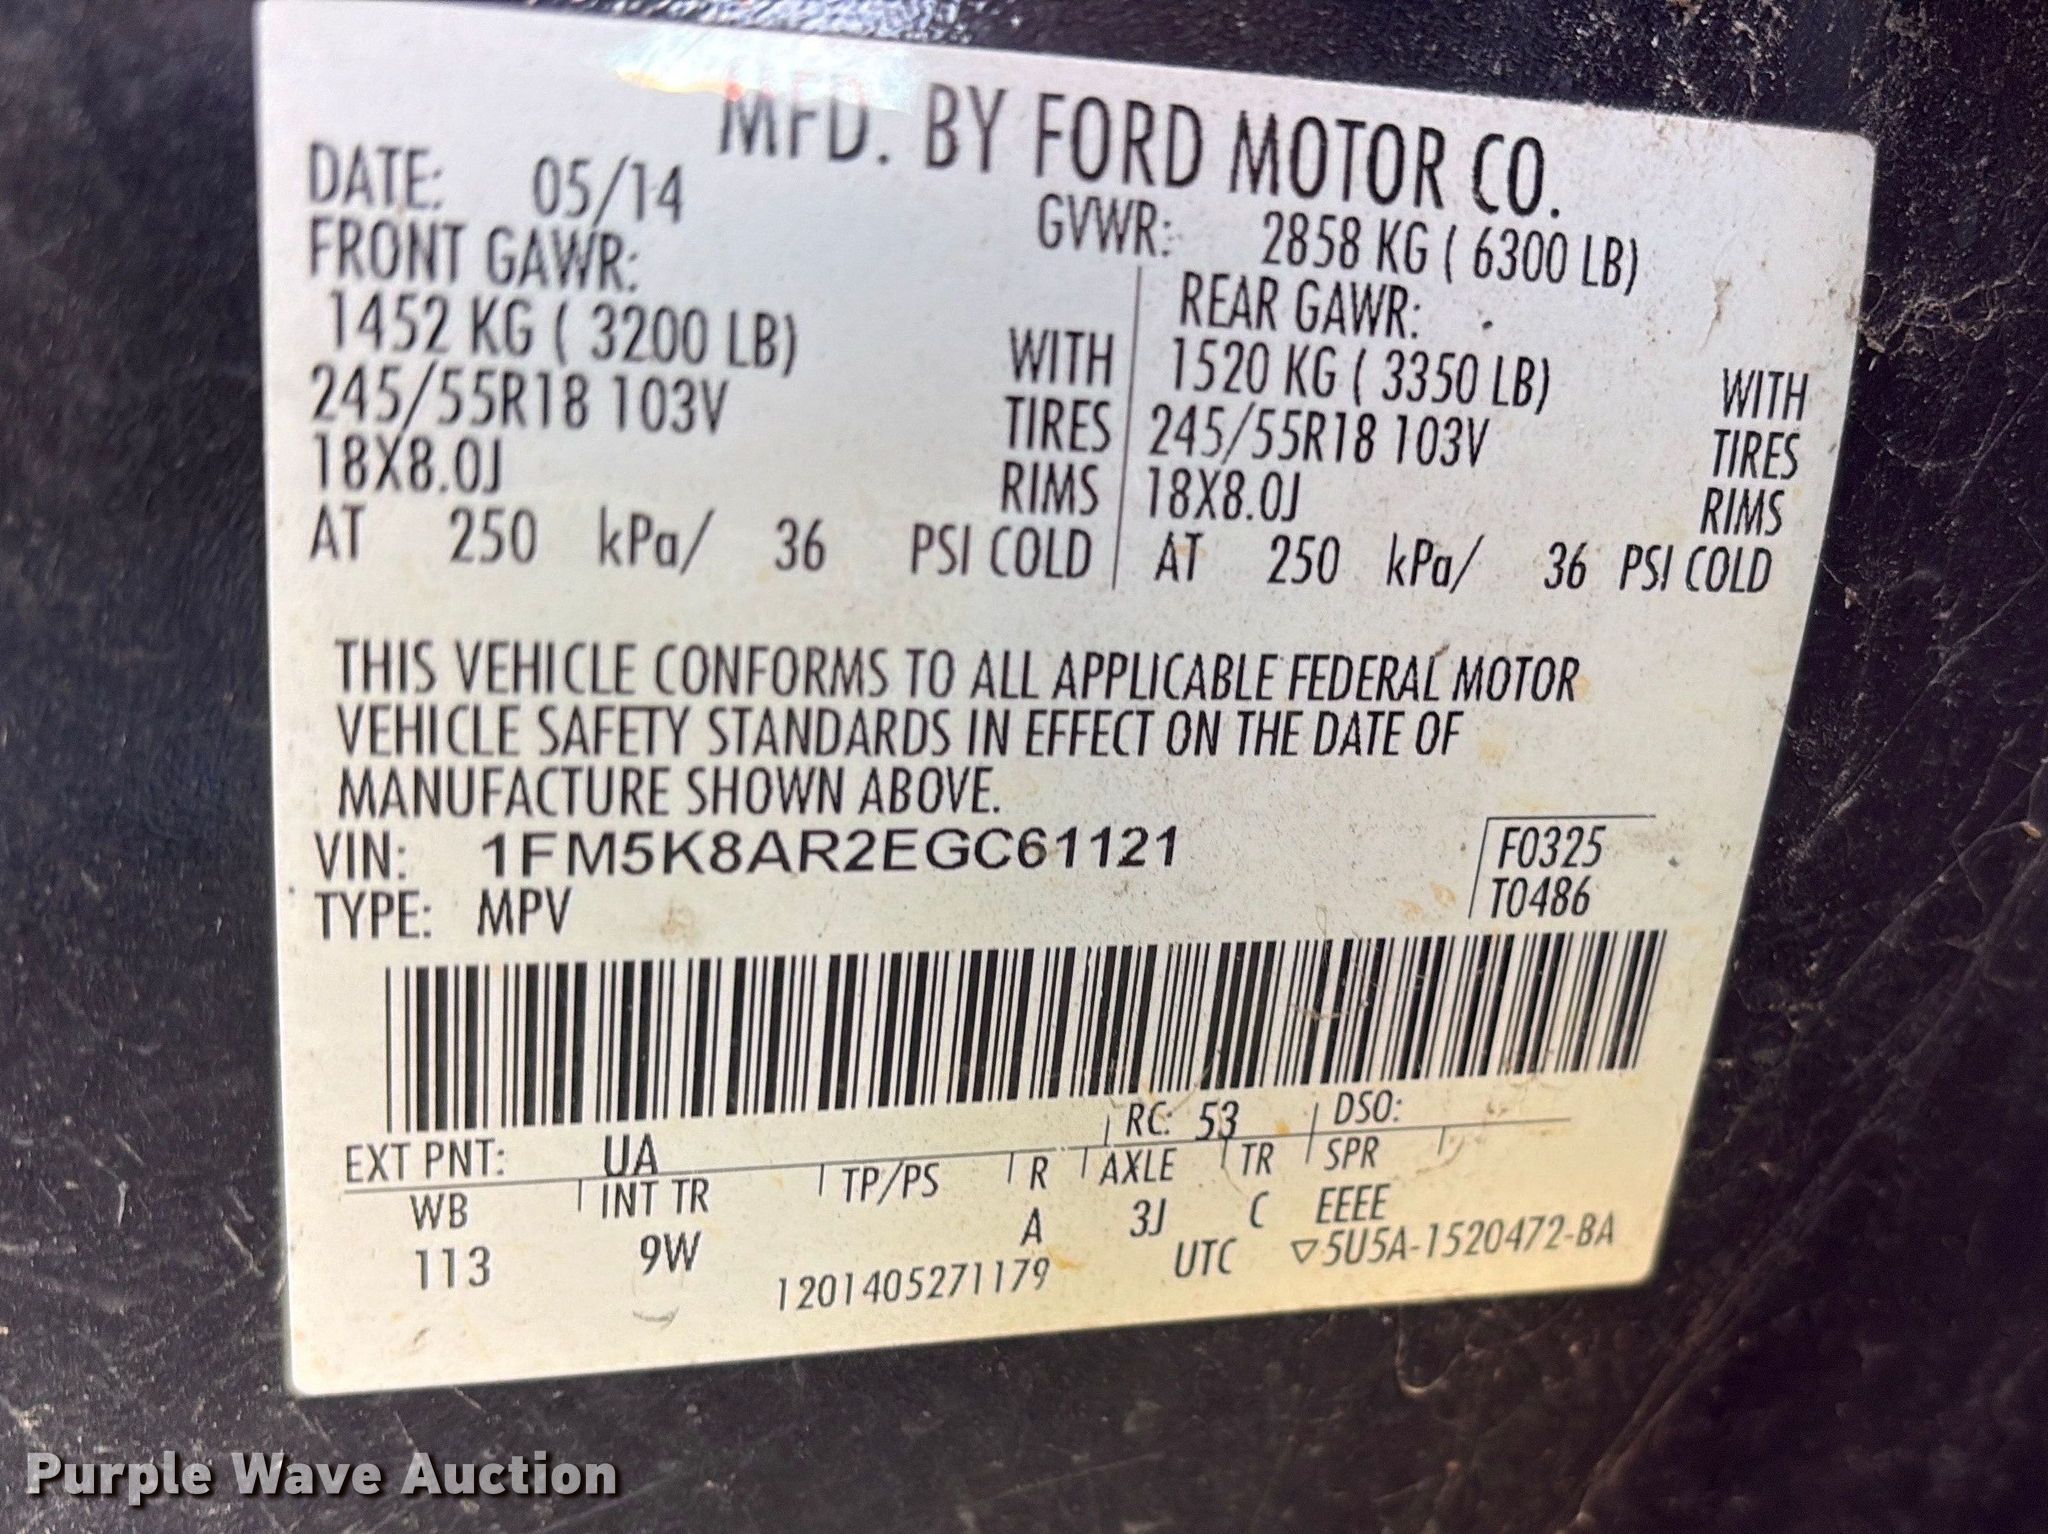 MFD. BY FORD MOTOR CO.
DATE: 05/14
GVWR: 2858 KG ( 6300 LB)
FRONT GAWR:
1452 KG ( 3200 LB) WITH
245/55R18 103V TIRES
18X8.0J RIMS
AT 250 kPa/ 36 PSI COLD
REAR GAWR:
1520 KG ( 3350 LB) WITH
245/55R18 103V TIRES
18X8.0J RIMS
AT 250 kPa/ 36 PSI COLD
THIS VEHICLE CONFORMS TO ALL APPLICABLE FEDERAL MOTOR
VEHICLE SAFETY STANDARDS IN EFFECT ON THE DATE OF
MANUFACTURE SHOWN ABOVE.
VIN: 1FM5K8AR2EGC61121
TYPE: MPV
F0325
T0486
EXT PNT: UA RC: 53 DSO:
WB INT TR TP/PS R AXLE TR SPR
113 9W A 3J C EEEE
1201405271179 UTC ▽5U5A-1520472-BA
Purple Wave Auction